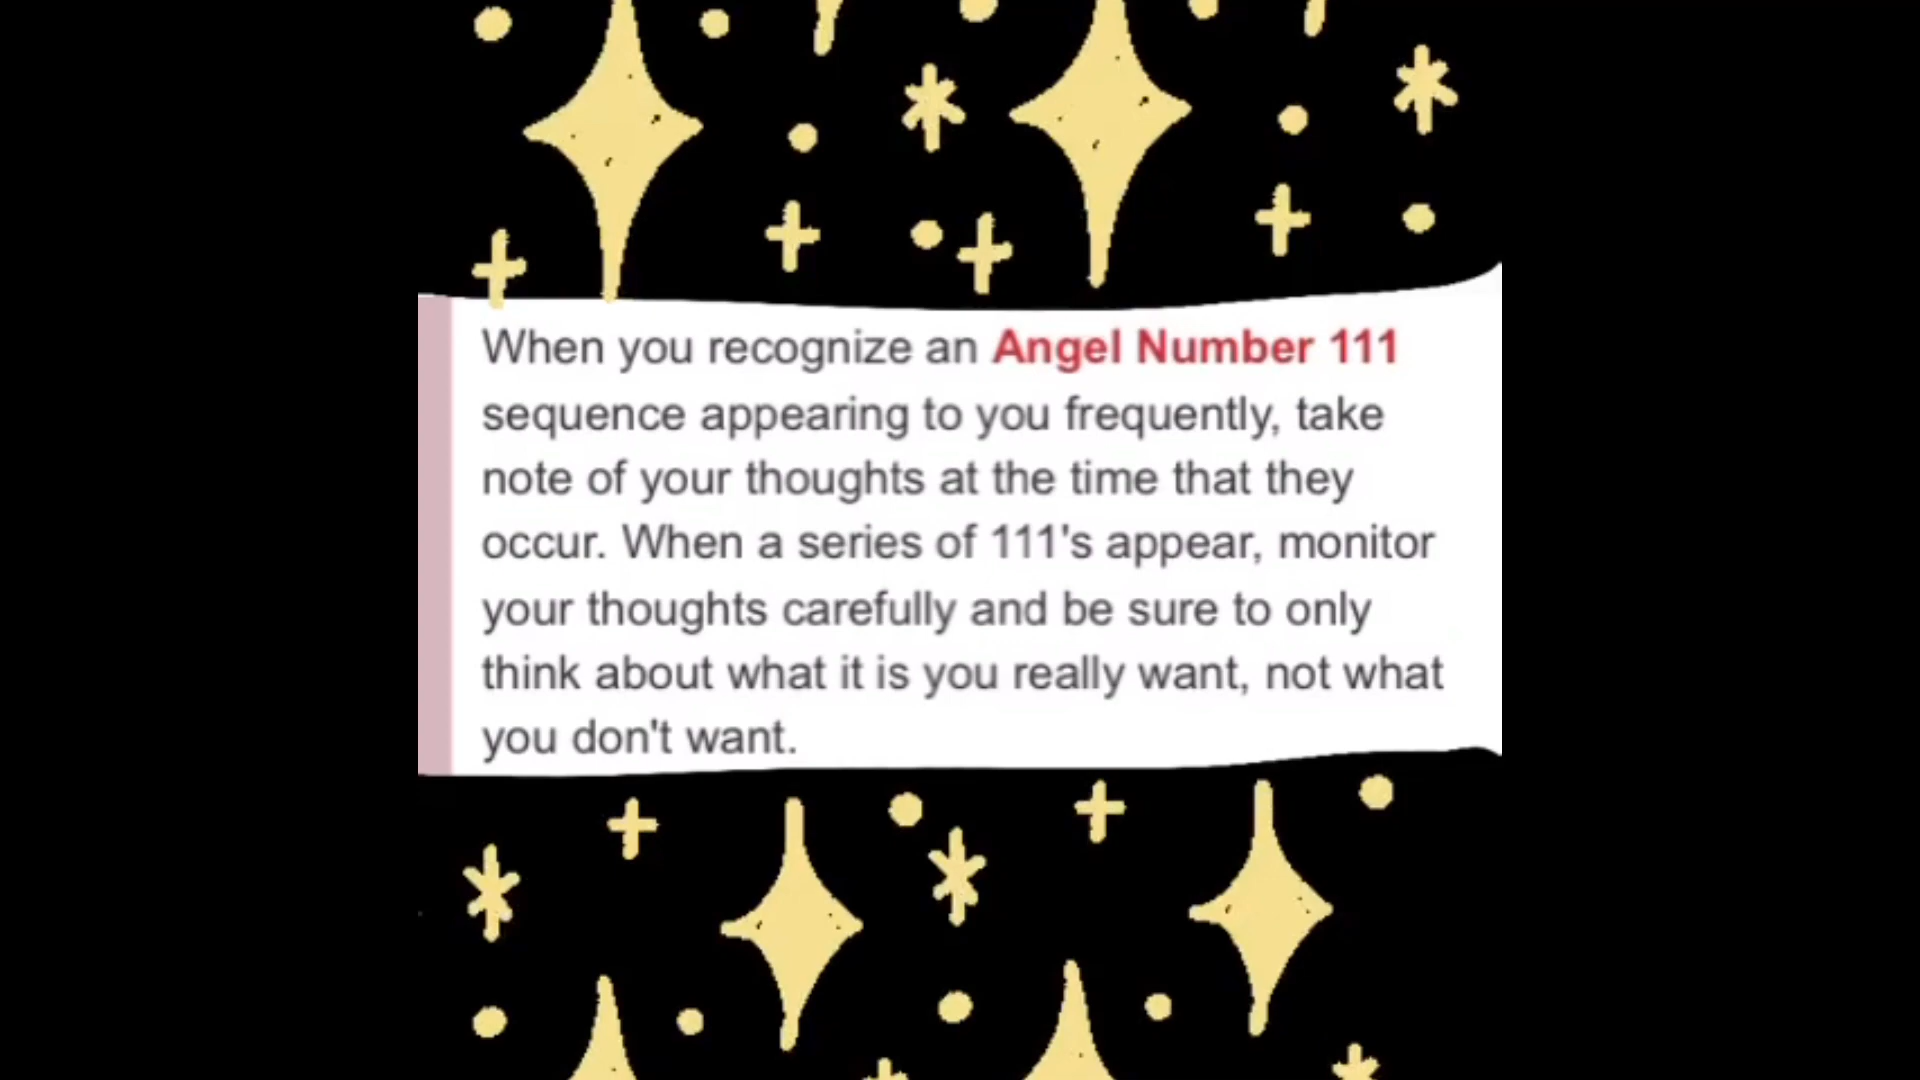 When you recognize an Angel Number 111
sequence appearing to you frequently, take
note of your thoughts at the time that they
occur. When a series of 111's appear, monitor
your thoughts carefully and be sure to only
think about what it is you really want, not what
you don't want.